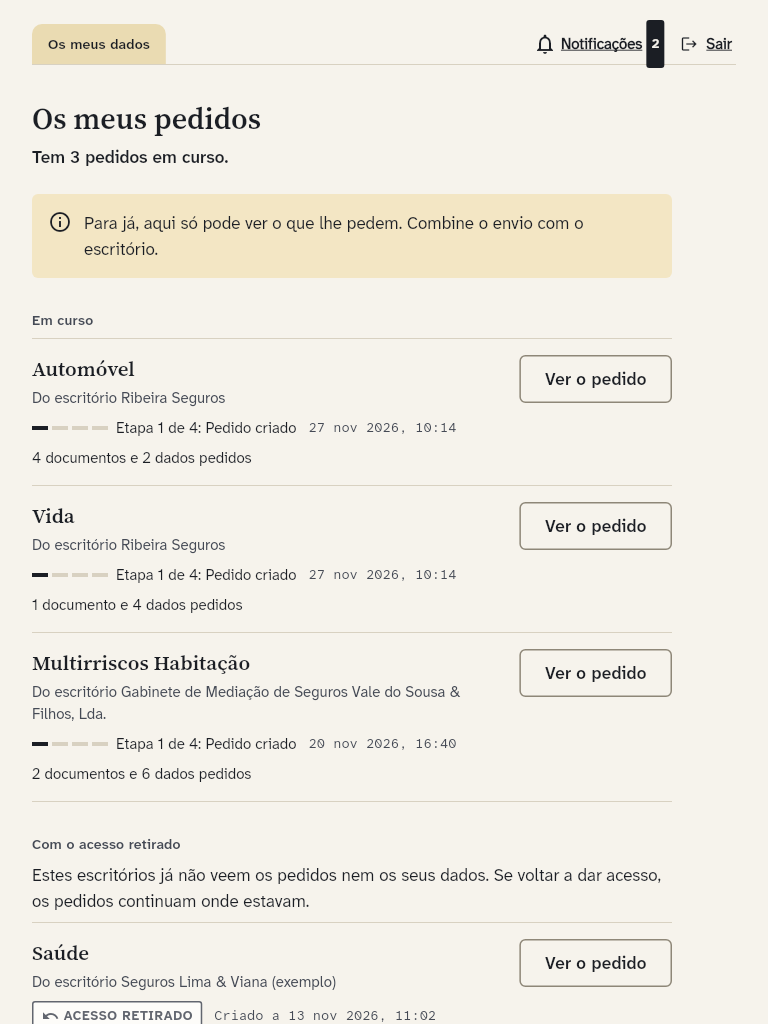 Os meus dados
Notificações 2 Sair
Os meus pedidos
Tem 3 pedidos em curso.
Para já, aqui só pode ver o que lhe pedem. Combine o envio com o
escritório.
Em curso
Automóvel
Ver o pedido
Do escritório Ribeira Seguros
Etapa 1 de 4: Pedido criado 27 nov 2026, 10:14
4 documentos e 2 dados pedidos
Vida
Ver o pedido
Do escritório Ribeira Seguros
Etapa 1 de 4: Pedido criado 27 nov 2026, 10:14
1 documento e 4 dados pedidos
Multirriscos Habitação
Ver o pedido
Do escritório Gabinete de Mediação de Seguros Vale do Sousa &
Filhos, Lda.
Etapa 1 de 4: Pedido criado 20 nov 2026, 16:40
2 documentos e 6 dados pedidos
Com o acesso retirado
Estes escritórios já não veem os pedidos nem os seus dados. Se voltar a dar acesso,
os pedidos continuam onde estavam.
Saúde
Ver o pedido
Do escritório Seguros Lima & Viana (exemplo)
ACESSO RETIRADO Criado a 13 nov 2026, 11:02